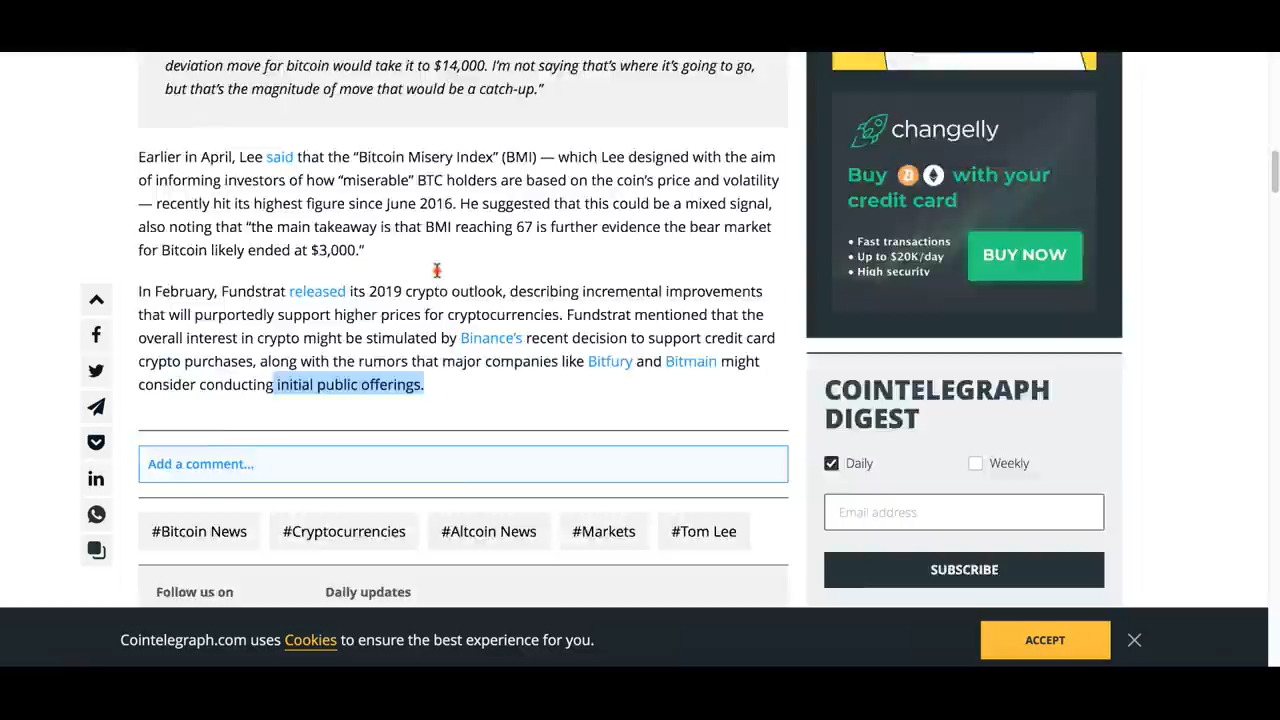 deviation move for bitcoin would take it to $14,000. I’m not saying that’s where it’s going to go,
but that’s the magnitude of move that would be a catch-up.”
Earlier in April, Lee said that the “Bitcoin Misery Index” (BMI) — which Lee designed with the aim
of informing investors of how “miserable” BTC holders are based on the coin’s price and volatility
— recently hit its highest figure since June 2016. He suggested that this could be a mixed signal,
also noting that “the main takeaway is that BMI reaching 67 is further evidence the bear market
for Bitcoin likely ended at $3,000.”
In February, Fundstrat released its 2019 crypto outlook, describing incremental improvements
that will purportedly support higher prices for cryptocurrencies. Fundstrat mentioned that the
overall interest in crypto might be stimulated by Binance’s recent decision to support credit card
crypto purchases, along with the rumors that major companies like Bitfury and Bitmain might
consider conducting initial public offerings.
Add a comment...
#Bitcoin News
#Cryptocurrencies
#Altcoin News
#Markets
#Tom Lee
Follow us on
Daily updates
changelly
Buy with your
credit card
• Fast transactions
• Up to $20K/day
• High security
BUY NOW
COINTELEGRAPH
DIGEST
Daily
Weekly
Email address
SUBSCRIBE
Cointelegraph.com uses Cookies to ensure the best experience for you.
ACCEPT